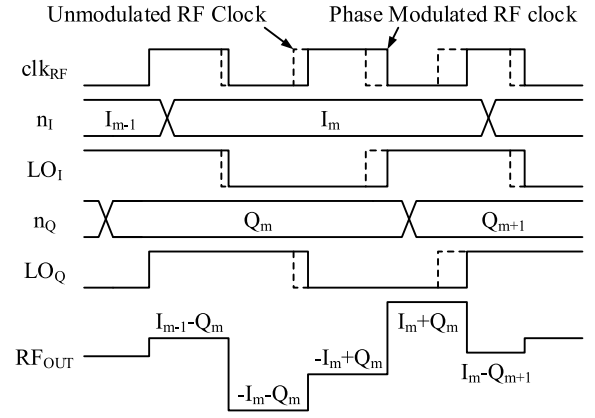 Unmodulated RF Clock Phase Modulated RF clock
clkRF
nI Im-1 Im
LOI
nQ Qm Qm+1
LOQ
Im-1-Qm Im+Qm
RFOUT -Im+Qm
-Im-Qm Im-Qm+1